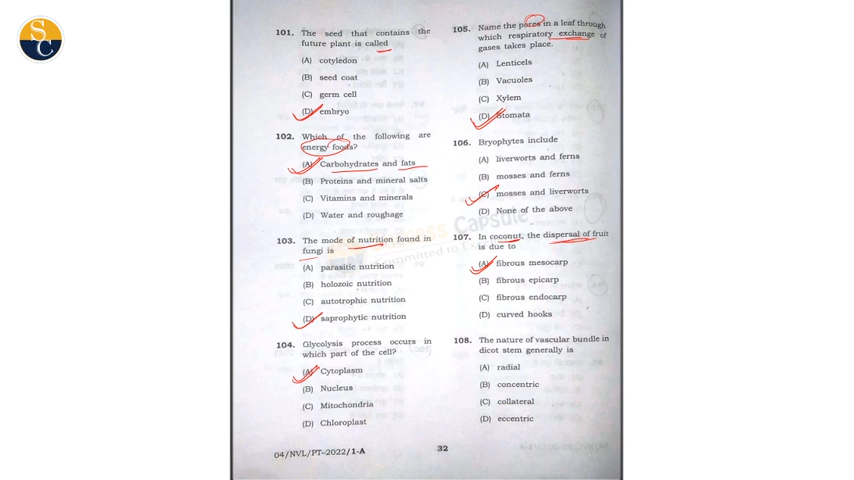 S
C
101. The seed that contains the
future plant is called
(A) cotyledon
(B) seed coat
(C) germ cell
(D) embryo
102. Which of the following are
energy foods?
(A) Carbohydrates and fats
(B) Proteins and mineral salts
(C) Vitamins and minerals
(D) Water and roughage
103. The mode of nutrition found in
fungi is
(A) parasitic nutrition
(B) holozoic nutrition
(C) autotrophic nutrition
(D) saprophytic nutrition
104. Glycolysis process occurs in
which part of the cell?
(A) Cytoplasm
(B) Nucleus
(C) Mitochondria
(D) Chloroplast
04/NVL/PT-2022/1-A
32
105. Name the pores in a leaf through
which respiratory exchange of
gases takes place.
(A) Lenticels
(B) Vacuoles
(C) Xylem
(D) Stomata
106. Bryophytes include
(A) liverworts and ferns
(B) mosses and ferns
(C) mosses and liverworts
(D) None of the above
107. In coconut, the dispersal of fruit
is due to
(A) fibrous mesocarp
(B) fibrous epicarp
(C) fibrous endocarp
(D) curved hooks
108. The nature of vascular bundle in
dicot stem generally is
(A) radial
(B) concentric
(C) collateral
(D) eccentric